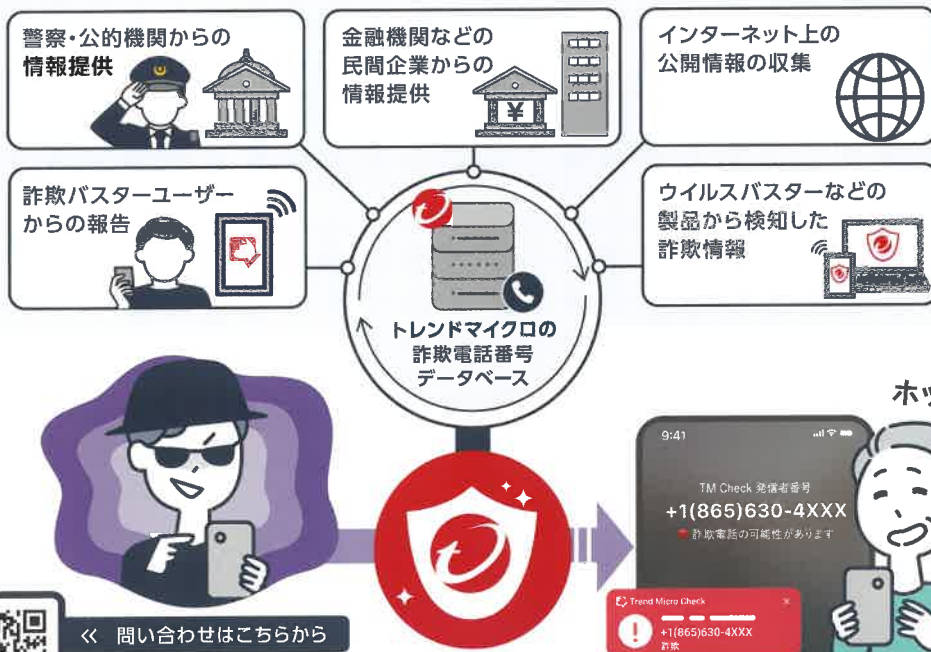 警察・公的機関からの
情報提供
金融機関などの
民間企業からの
情報提供
¥
インターネット上の
公開情報の収集
詐欺バスターユーザー
からの報告
ウイルスバスターなどの
製品から検知した
詐欺情報
トレンドマイクロの
詐欺電話番号
データベース
ホッ
9:41
TM Check 発信者番号
+1(865)630-4XXX
詐欺電話の可能性があります
Trend Micro Check
×
!
+1(865)630-4XXX
詐欺
<< 問い合わせはこちらから